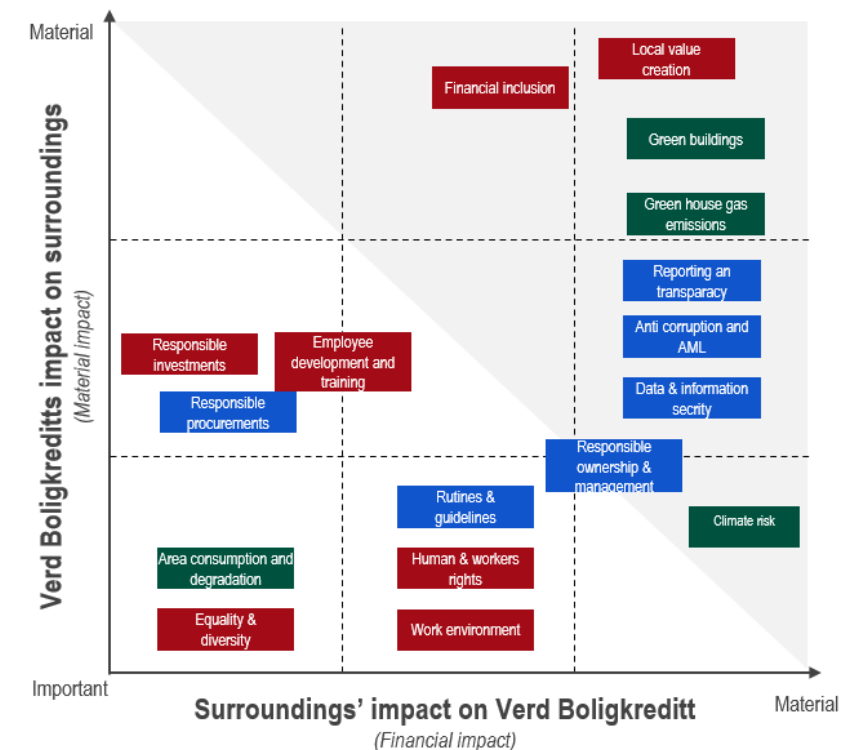 Material
Verd Boligkreditts impact on surroundings
(Material impact)
Local value
creation
Financial inclusion
Green buildings
Green house gas
emissions
Reporting an
transparacy
Anti corruption and
AML
Data & information
secrity
Responsible
investments
Employee
development and
training
Responsible
procurements
Responsible
ownership &
management
Rutines &
guidelines
Climate risk
Area consumption and
degradation
Human & workers
rights
Equality &
diversity
Work environment
Important
Surroundings' impact on Verd Boligkreditt
(Financial impact)
Material